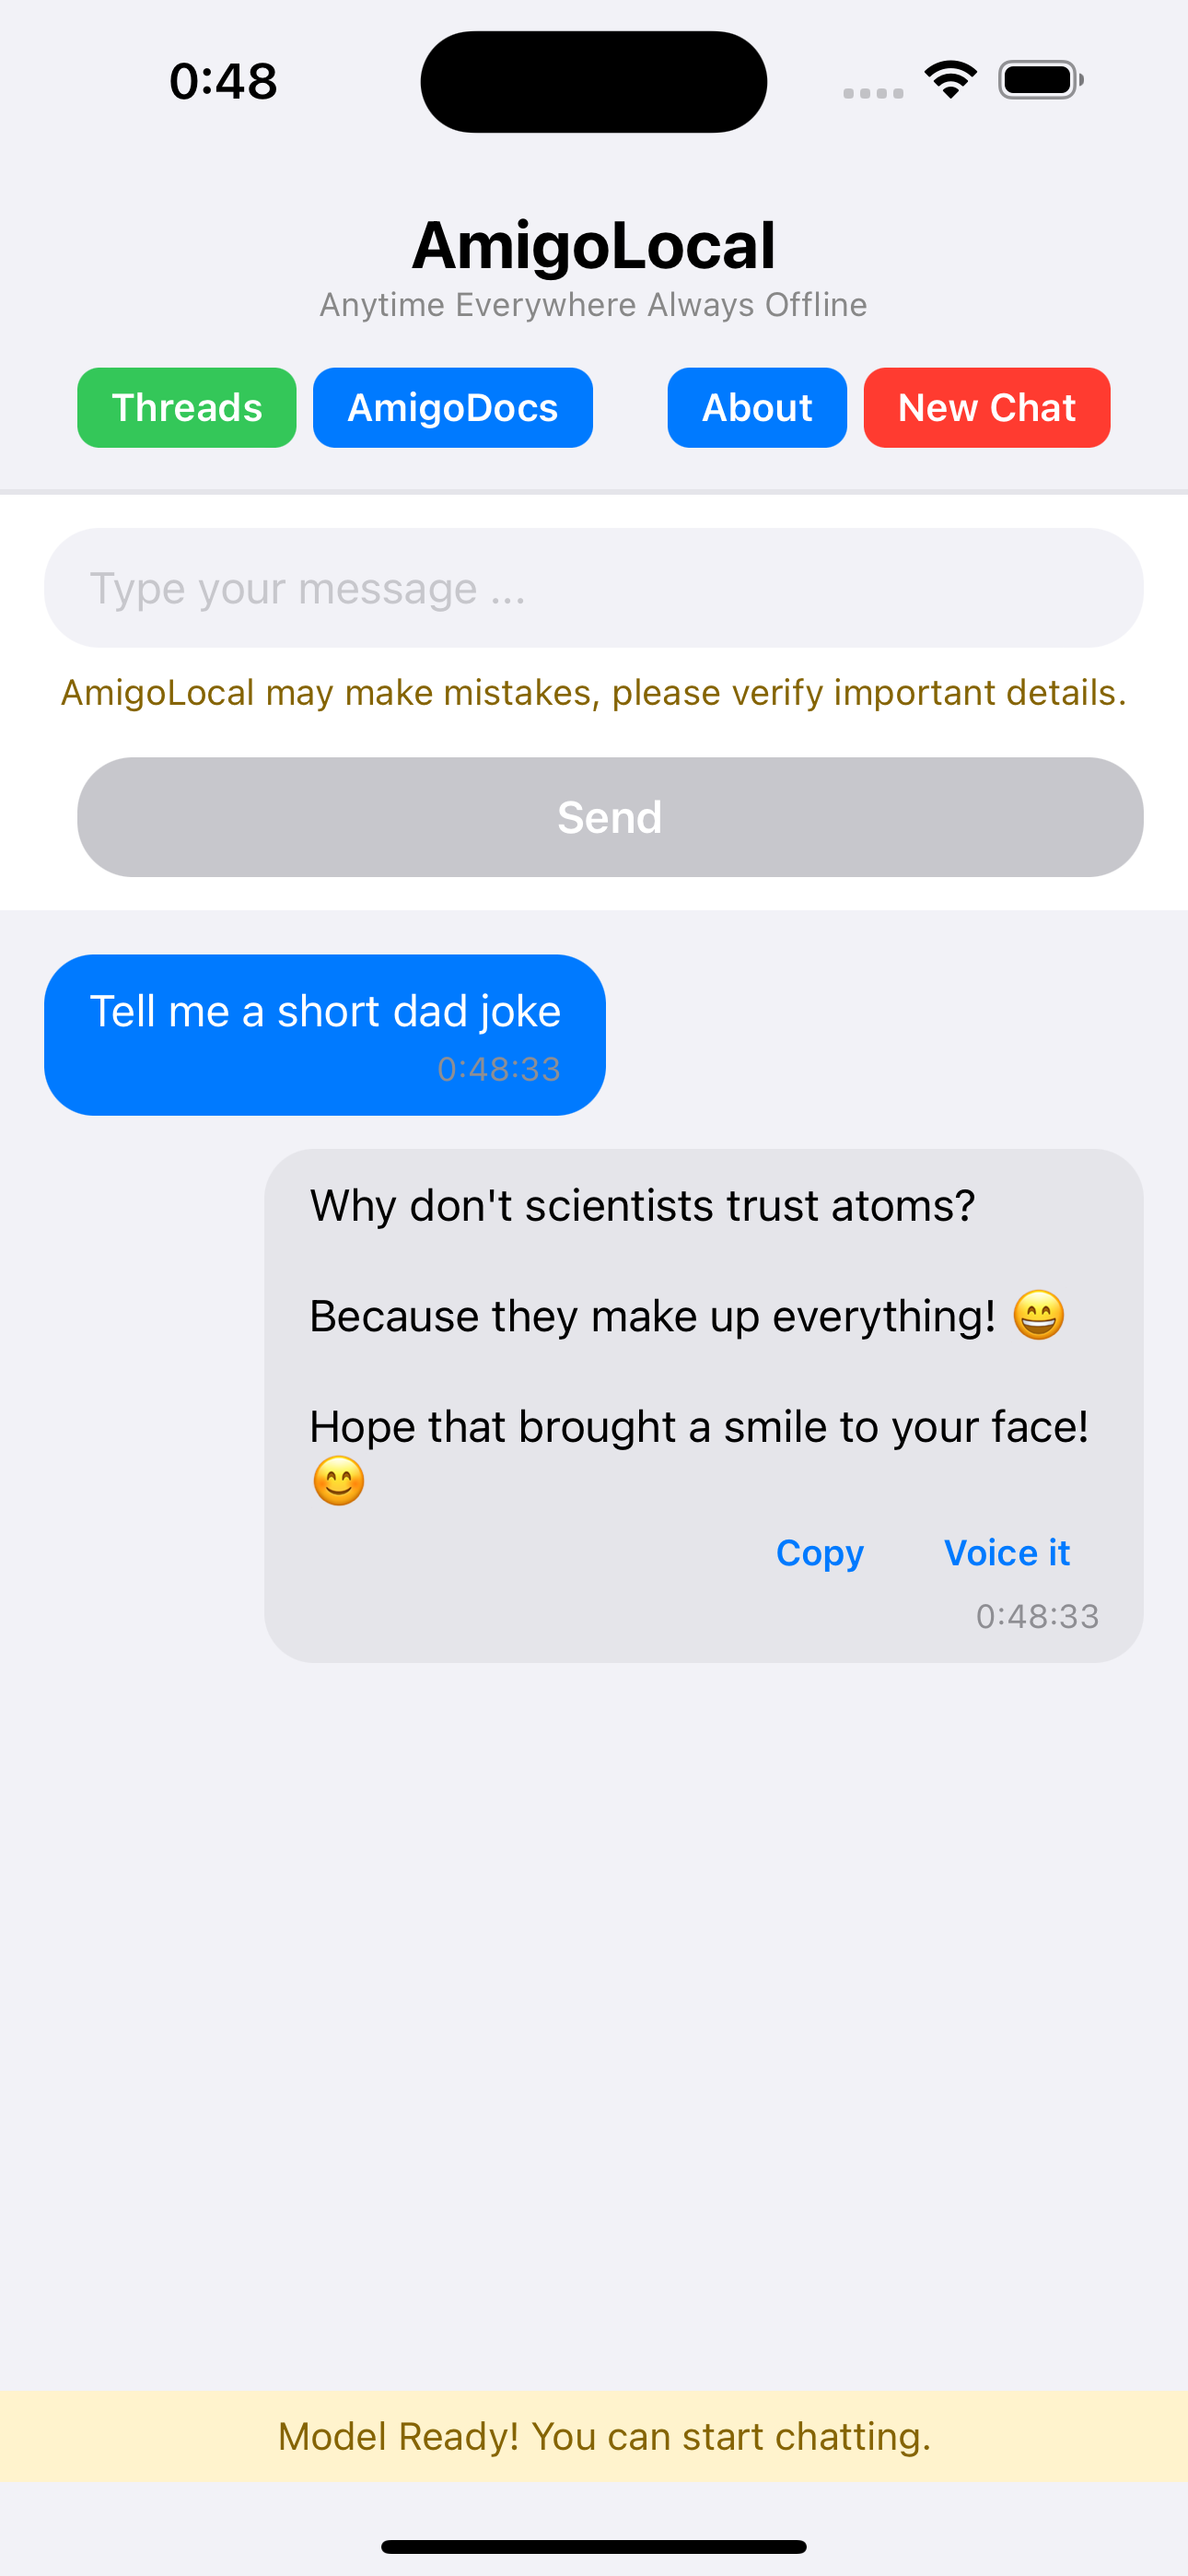 0:48
AmigoLocal
Anytime Everywhere Always Offline
Threads
AmigoDocs
About
New Chat
Type your message ...
AmigoLocal may make mistakes, please verify important details.
Send
Tell me a short dad joke
0:48:33
Why don't scientists trust atoms?
Because they make up everything! 😄
Hope that brought a smile to your face!
😊
Copy
Voice it
0:48:33
Model Ready! You can start chatting.